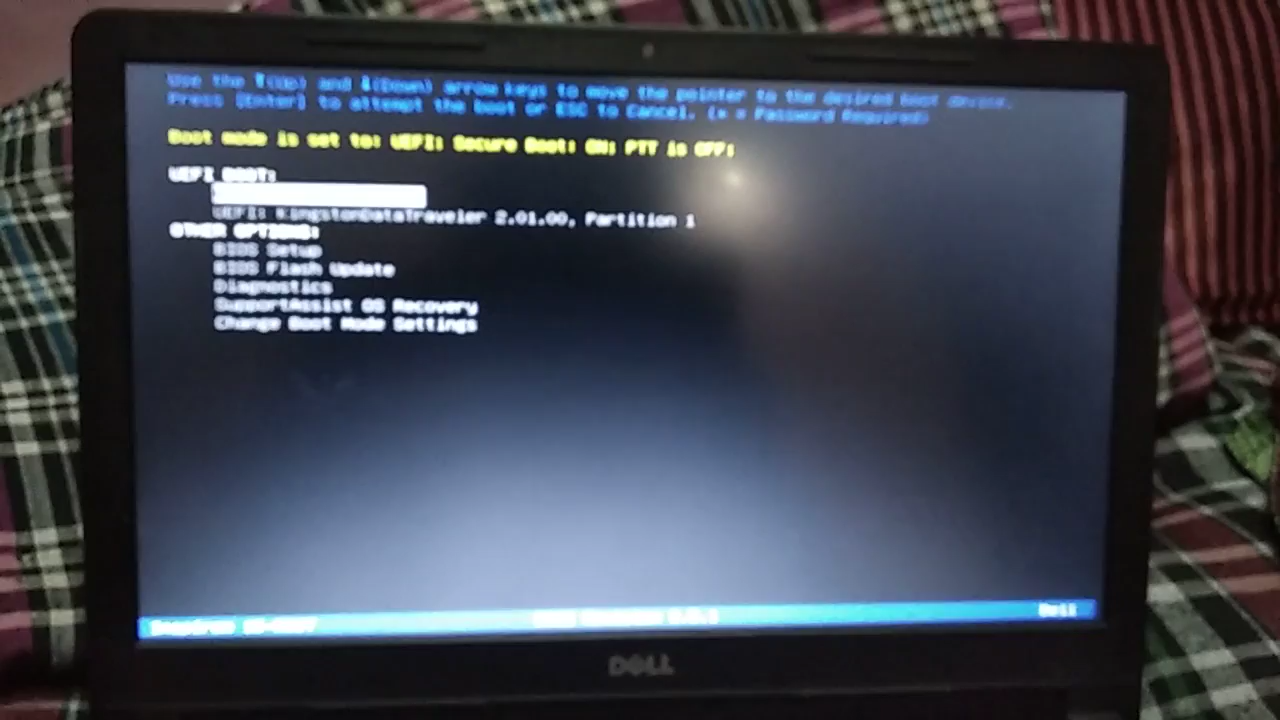 Use the ↑(Up) and ↓(Down) arrow keys to move the pointer to the desired boot device.
Press [Enter] to attempt the boot or ESC to Cancel. (* = Password Required)
Boot mode is set to: UEFI; Secure Boot: ON; PTT is OFF;
UEFI BOOT:
UEFI: KingstonDataTraveler 2.01.00, Partition 1
OTHER OPTIONS:
BIOS Setup
BIOS Flash Update
Diagnostics
SupportAssist OS Recovery
Change Boot Mode Settings
Inspiron
Dell
DELL